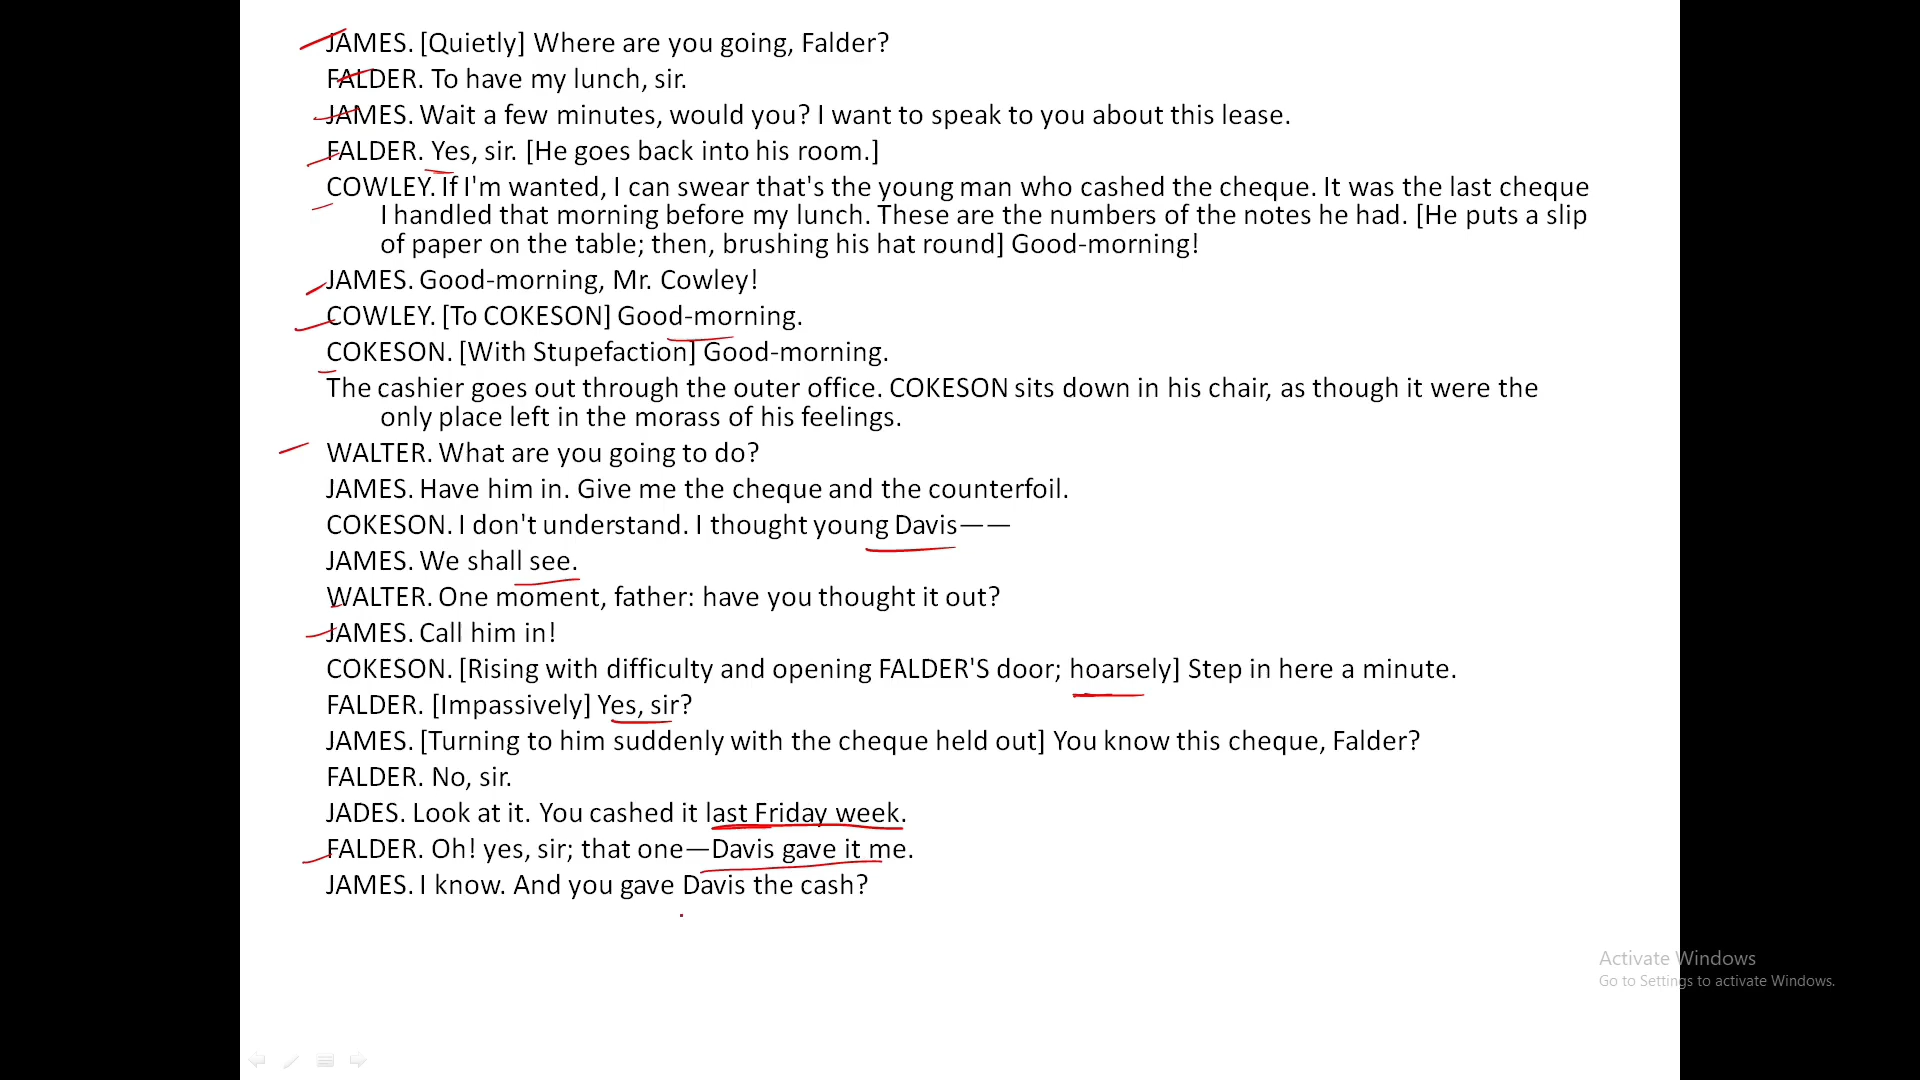 JAMES. [Quietly] Where are you going, Falder?
FALDER. To have my lunch, sir.
JAMES. Wait a few minutes, would you? I want to speak to you about this lease.
FALDER. Yes, sir. [He goes back into his room.]
COWLEY. If I'm wanted, I can swear that's the young man who cashed the cheque. It was the last cheque
I handled that morning before my lunch. These are the numbers of the notes he had. [He puts a slip
of paper on the table; then, brushing his hat round] Good-morning!
JAMES. Good-morning, Mr. Cowley!
COWLEY. [To COKESON] Good-morning.
COKESON. [With Stupefaction] Good-morning.
The cashier goes out through the outer office. COKESON sits down in his chair, as though it were the
only place left in the morass of his feelings.
WALTER. What are you going to do?
JAMES. Have him in. Give me the cheque and the counterfoil.
COKESON. I don't understand. I thought young Davis——
JAMES. We shall see.
WALTER. One moment, father: have you thought it out?
JAMES. Call him in!
COKESON. [Rising with difficulty and opening FALDER'S door; hoarsely] Step in here a minute.
FALDER. [Impassively] Yes, sir?
JAMES. [Turning to him suddenly with the cheque held out] You know this cheque, Falder?
FALDER. No, sir.
JADES. Look at it. You cashed it last Friday week.
FALDER. Oh! yes, sir; that one—Davis gave it me.
JAMES. I know. And you gave Davis the cash?
Activate Windows
Go to Settings to activate Windows.